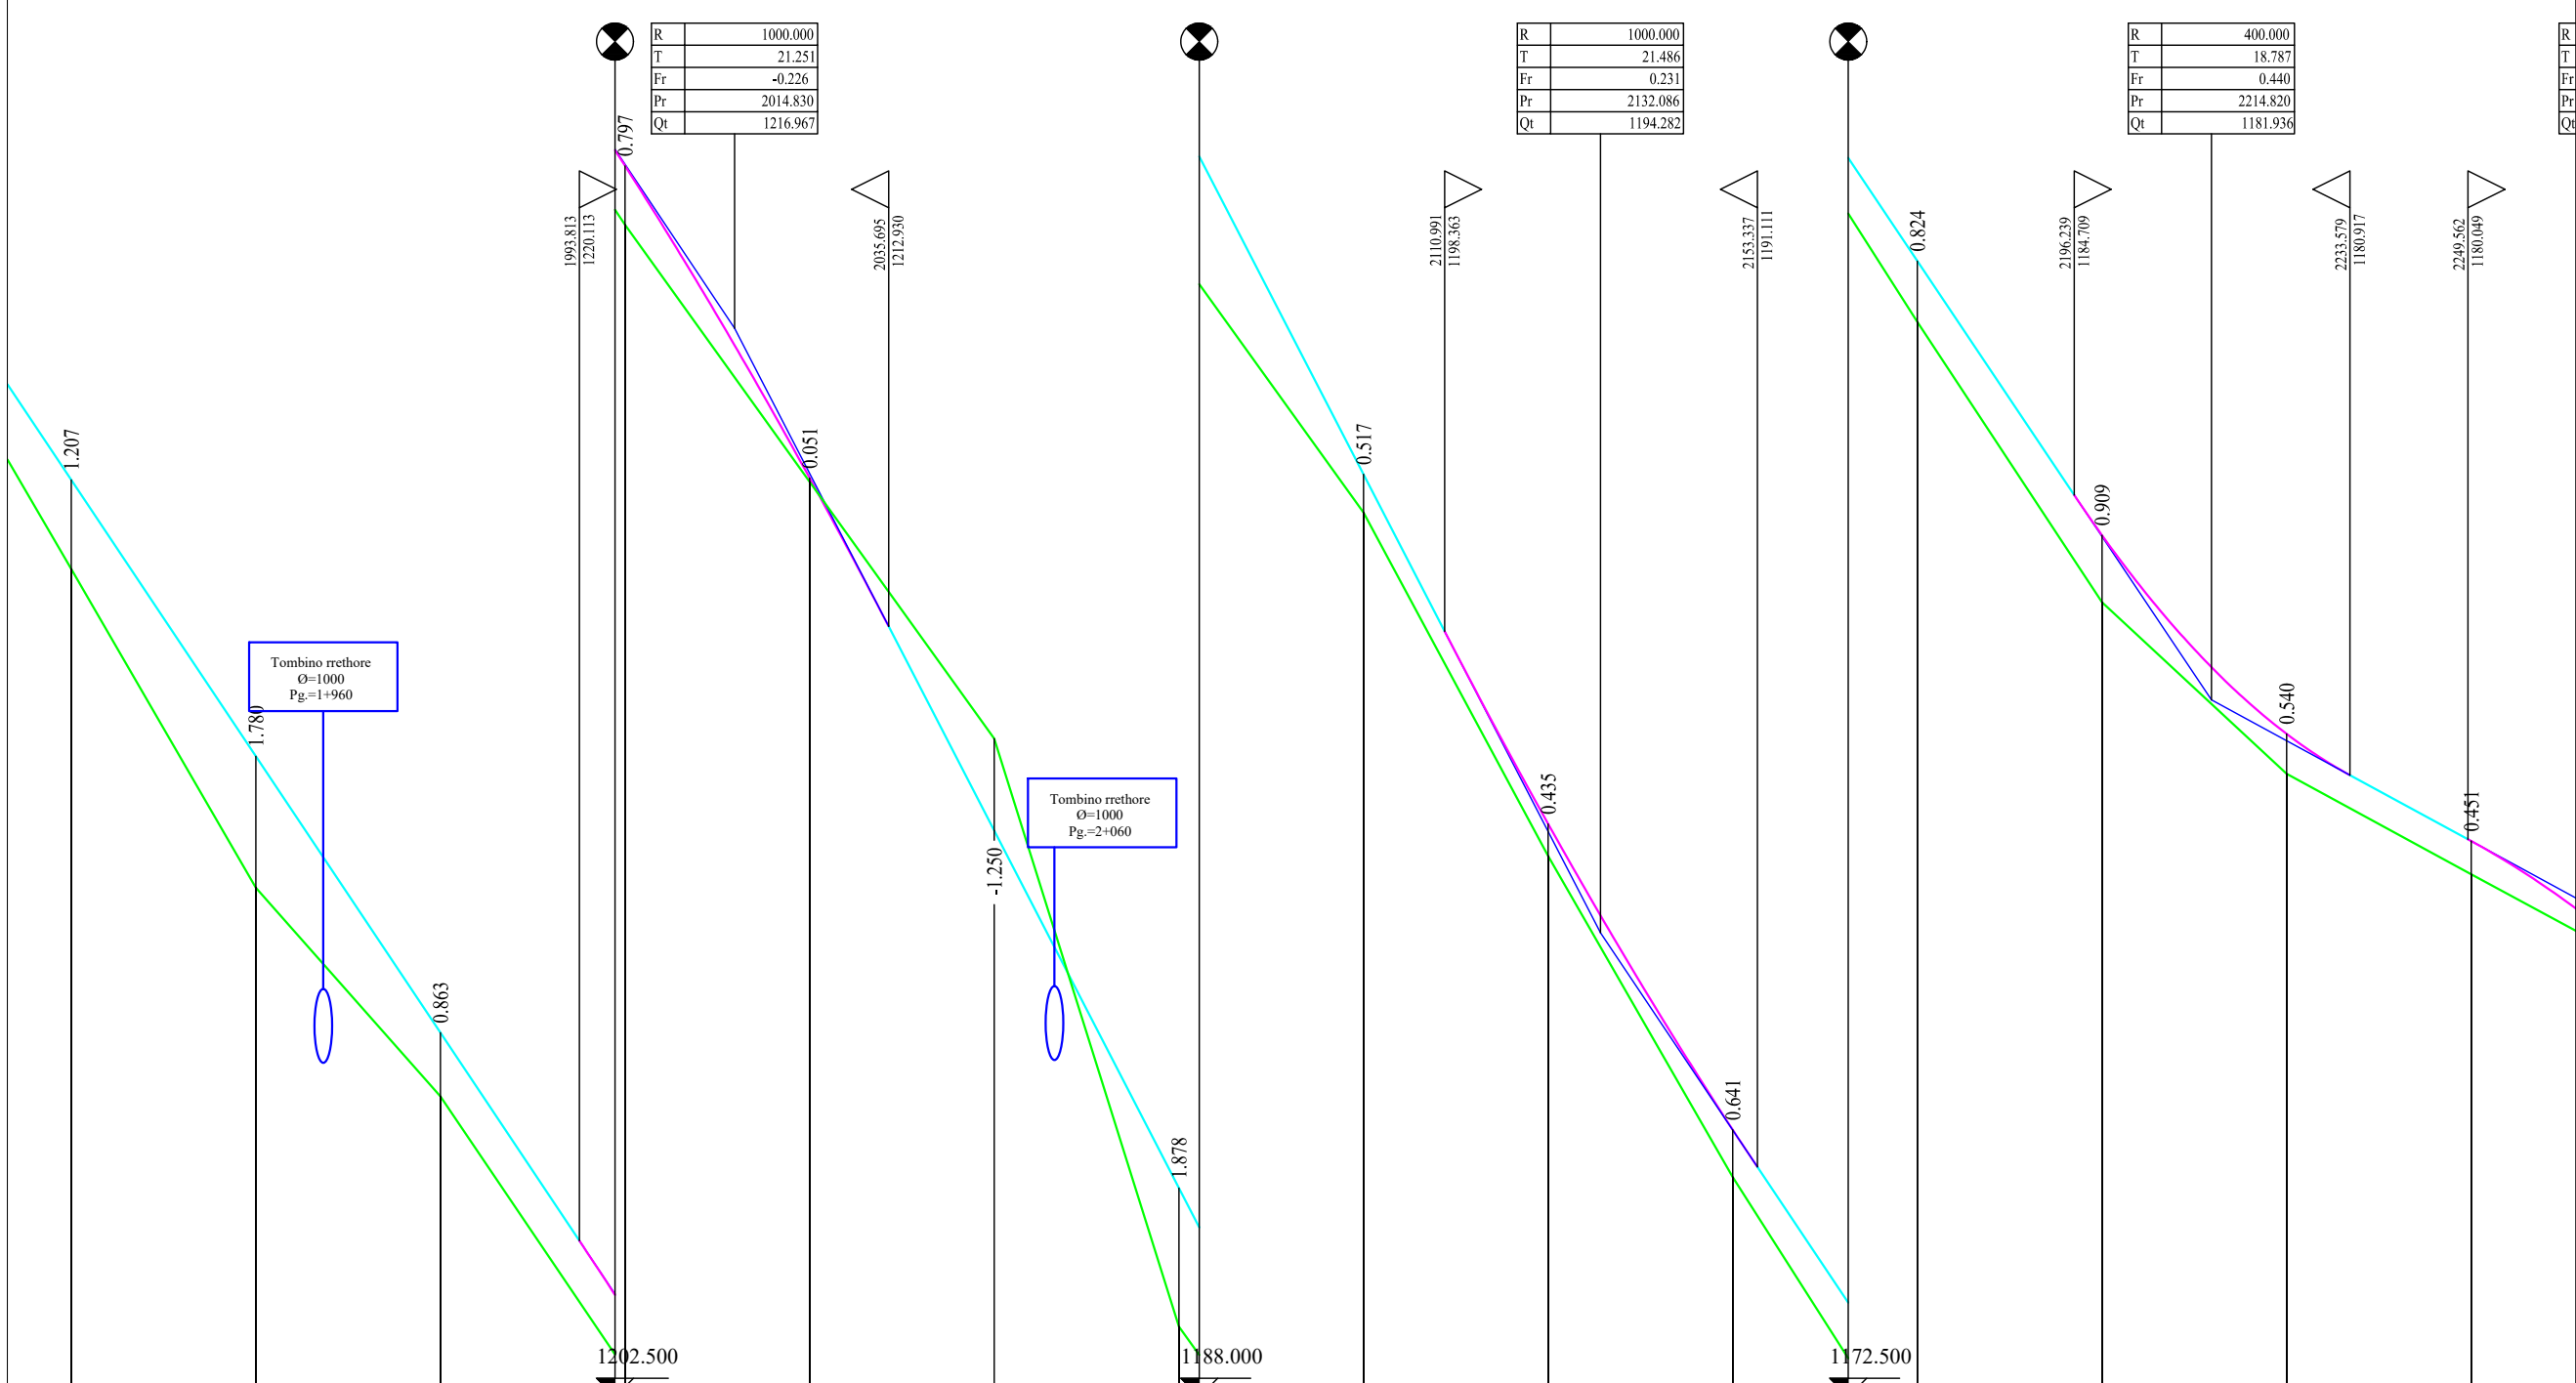 R 1000.000
T 21.251
Fr -0.226
Pr 2014.830
Qt 1216.967
R 1000.000
T 21.486
Fr 0.231
Pr 2132.086
Qt 1194.282
R 400.000
T 18.787
Fr 0.440
Pr 2214.820
Qt 1181.936
R
T
Fr
Pr
Qt
0.797
1993.813
1220.113
2035.695
1212.930
2110.991
1198.363
2153.337
1191.111
0.824
2196.239
1184.709
2233.579
1180.917
2249.562
1180.049
1.207
0.051
0.517
0.909
Tombino rrethore
Ø=1000
Pg.=1+960
1.780
0.540
Tombino rrethore
Ø=1000
Pg.=2+060
-1.250
0.435
0.451
0.863
0.641
1.878
1202.500
1188.000
1172.500